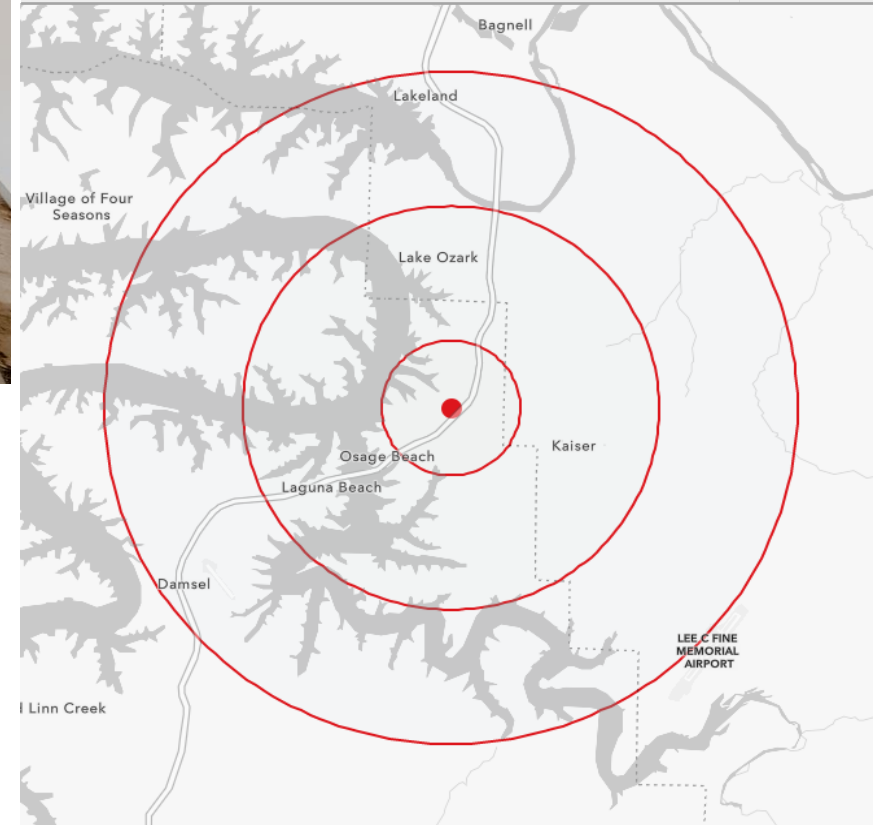 Bagnell
Lakeland
Village of Four
Seasons
Lake Ozark
Osage Beach
Kaiser
Laguna Beach
Damsel
LEE C FINE
MEMORIAL
AIRPORT
Linn Creek